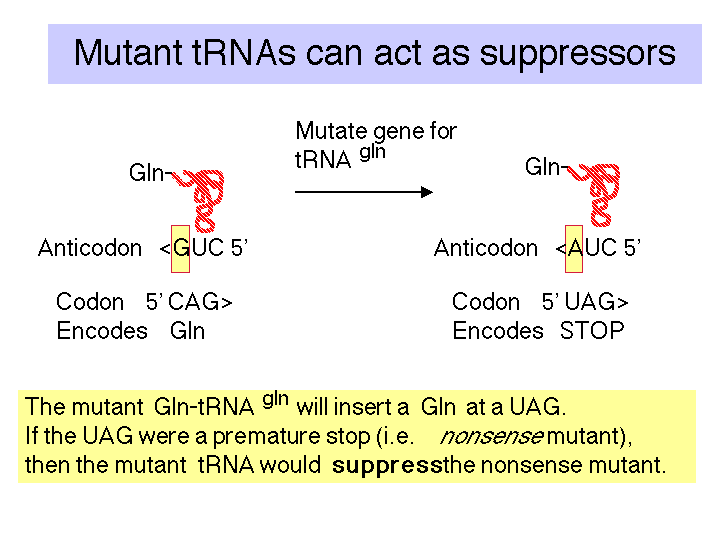 Mutant tRNAs can act as suppressors
Mutate gene for
tRNA gln
Gln-
Gln-
Anticodon <GUC 5'
Anticodon <AUC 5'
Codon 5' CAG>
Encodes Gln
Codon 5' UAG>
Encodes STOP
The mutant Gln-tRNA gln will insert a Gln at a UAG.
If the UAG were a premature stop (i.e. nonsense mutant),
then the mutant tRNA would suppress the nonsense mutant.